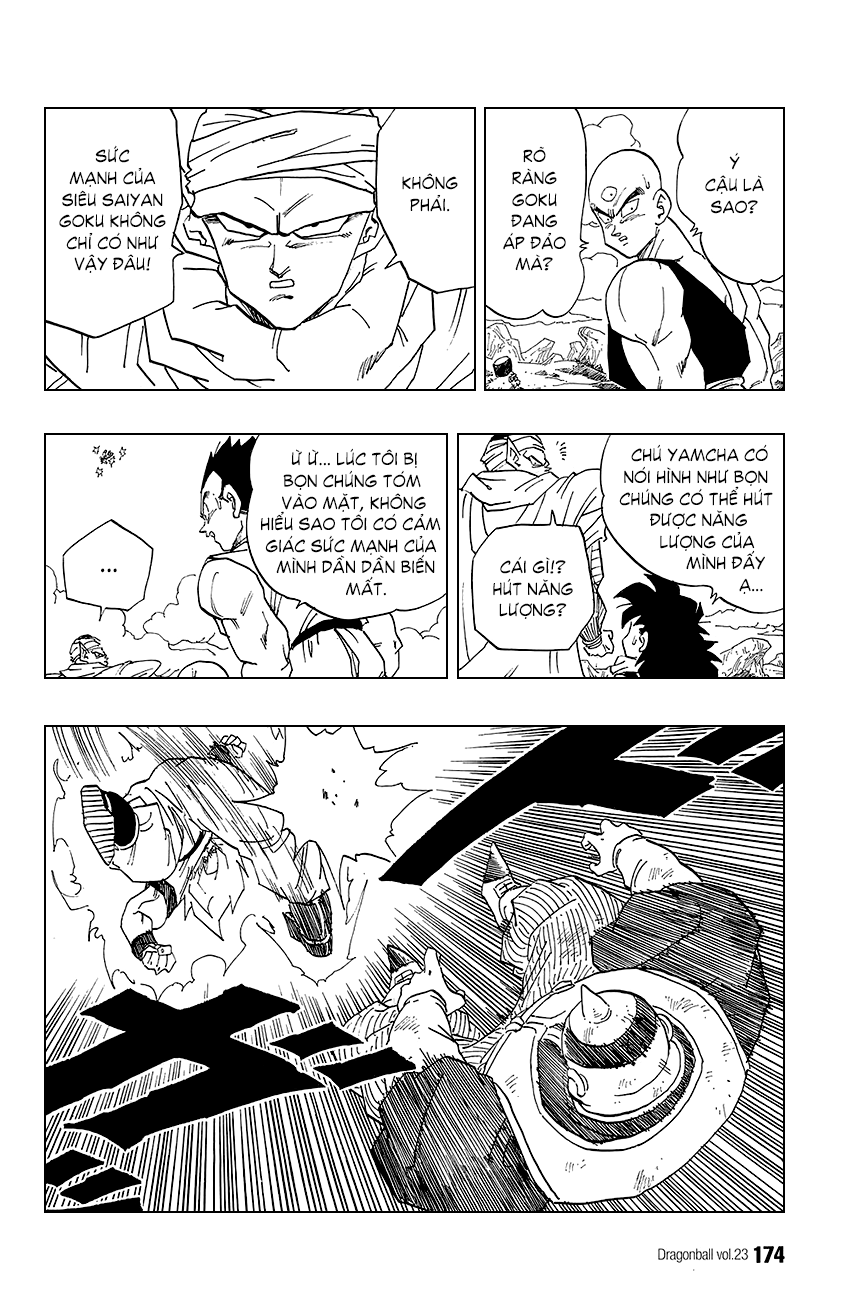 Ý
CẬU LÀ
SAO?
RÕ
RÀNG
GOKU
ĐANG
ÁP ĐẢO
MÀ?
KHÔNG
PHẢI.
SỨC
MẠNH CỦA
SIÊU SAIYAN
GOKU KHÔNG
CHỈ CÓ NHƯ
VẬY ĐÂU!
CHÚ YAMCHA CÓ
NÓI HÌNH NHƯ BỌN
CHÚNG CÓ THỂ HÚT
ĐƯỢC NĂNG
LƯỢNG CỦA
MÌNH ĐẤY
Ạ...
CÁI GÌ!?
HÚT NĂNG
LƯỢNG?
Ừ Ừ... LÚC TÔI BỊ
BỌN CHÚNG TÓM
VÀO MẶT, KHÔNG
HIỂU SAO TÔI CÓ CẢM
GIÁC SỨC MẠNH CỦA
MÌNH DẦN DẦN BIẾN
MẤT.
...
Dragonball vol.23 174